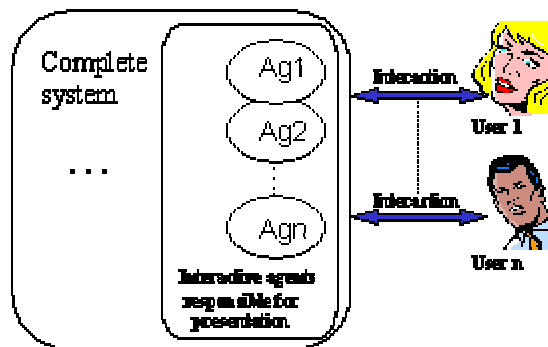 Complete
system
...
Ag1
Ag2
Agn
Interactive agents
responsible for
presentation
Interaction
User 1
Interaction
User n